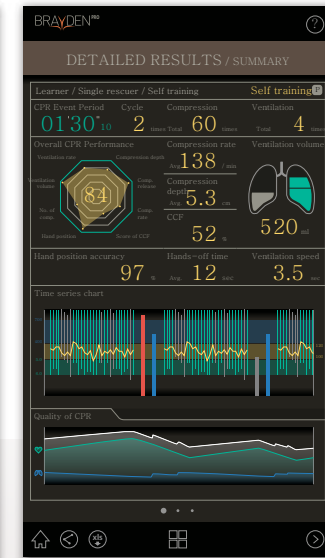 BRAYDEN PRO ?
DETAILED RESULTS / SUMMARY
Learner / Single rescuer / Self training Self training P
CPR Event Period Cycle Compression Ventilation
01'30"10 2 times Total 60 times Total 4 times
Overall CPR Performance Compression rate Ventilation volume
Ventilation rate Compression depth Avg. 138 / min
Ventilation volume Comp. release Compression depth
84 Avg. 5.3 cm
No. of comp. Comp. rate CCF
Hand position Score of CCF 52 % 520 ml
Hand position accuracy Hands-off time Ventilation speed
97 % Avg. 12 sec 3.5 sec
Time series chart
Quality of CPR
xls